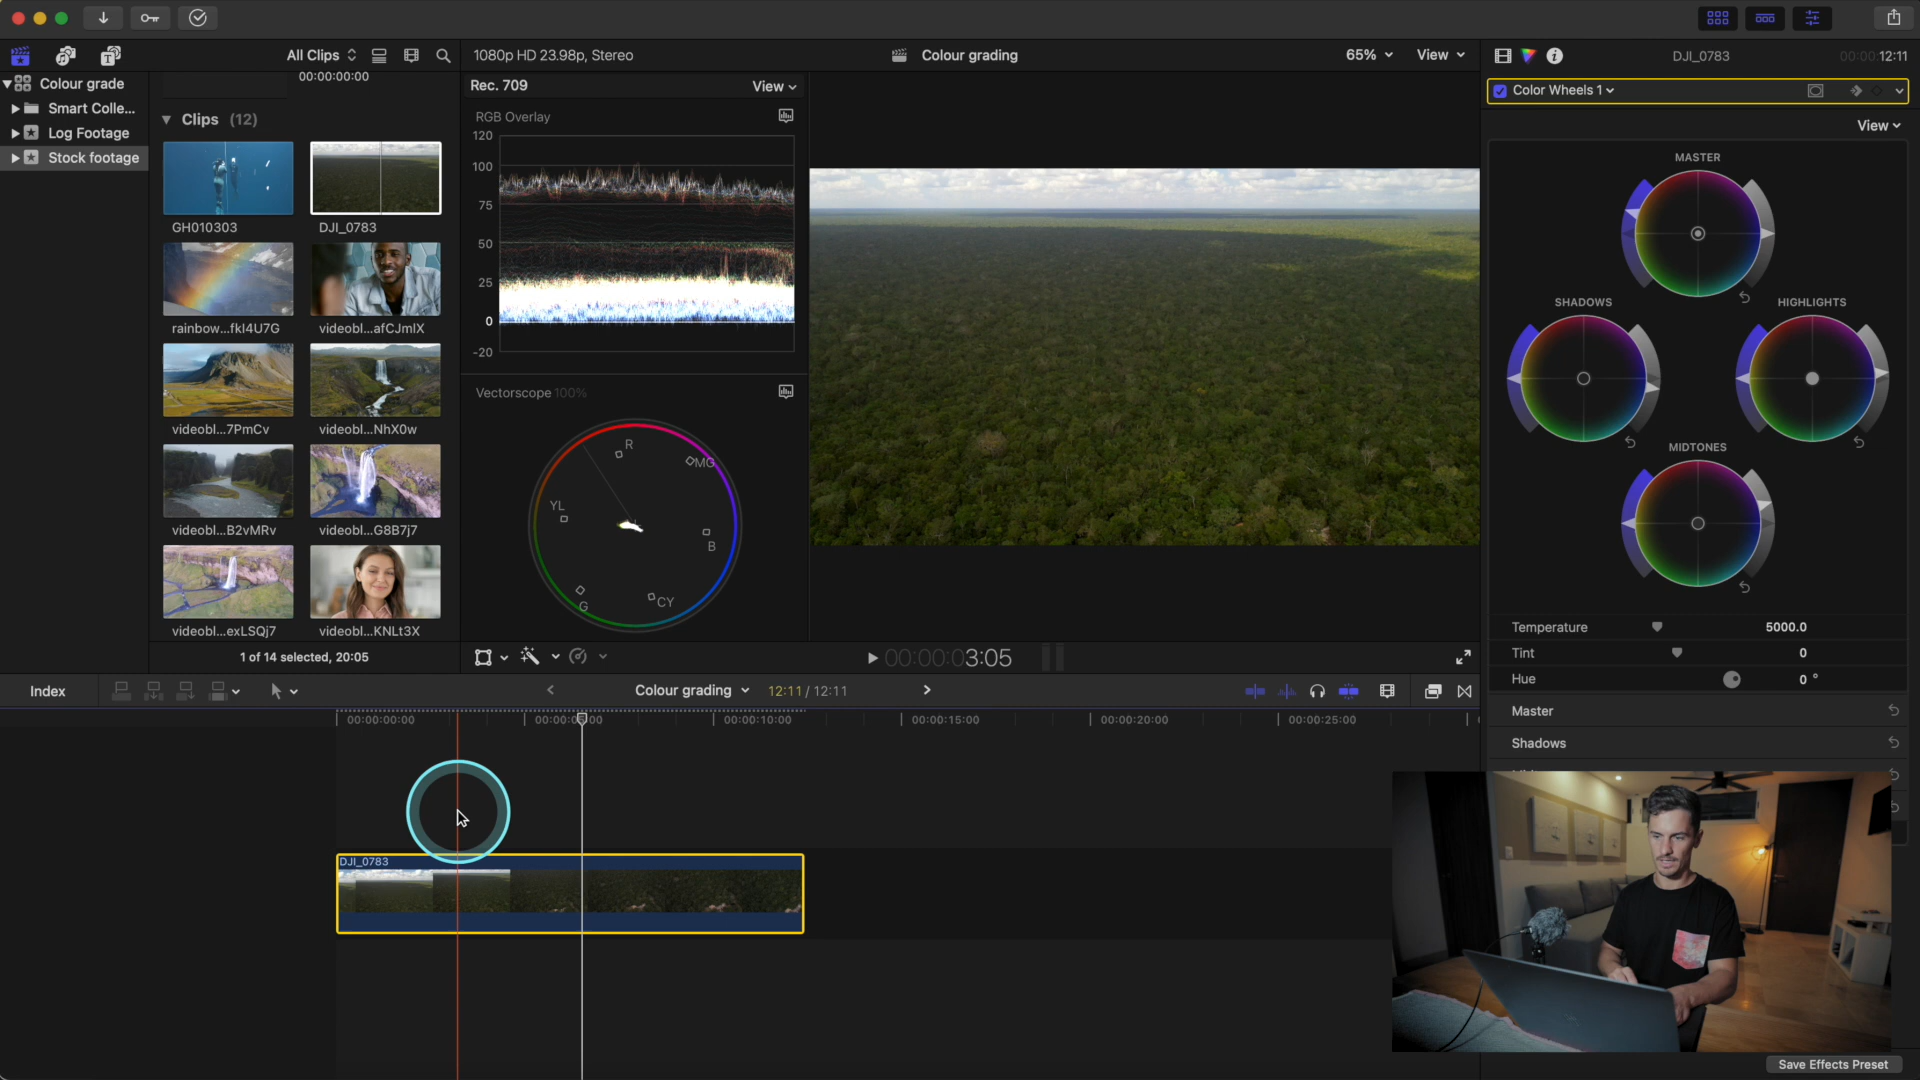 All Clips
1080p HD 23.98p, Stereo
Colour grading
65%
View
DJI_0783
00:00:00:12:11
Colour grade
00:00:00:00
Rec. 709
View
Color Wheels 1
Smart Colle...
Clips (12)
RGB Overlay
View
Log Footage
120
Stock footage
100
75
50
25
0
-20
MASTER
GH010303
DJI_0783
SHADOWS
HIGHLIGHTS
rainbow...fkl4U7G
videobl...afCJmlX
Vectorscope 100%
videobl...7PmCv
videobl...NhX0w
R
MG
YL
B
G
CY
MIDTONES
videobl...B2vMRv
videobl...G8B7j7
videobl...exLSQj7
videobl...KNLt3X
Temperature 5000.0
Tint 0
Hue 0 °
1 of 14 selected, 20:05
00:00:03:05
Index
Colour grading
12:11 / 12:11
Master
00:00:00:00
00:00:05:00
00:00:10:00
00:00:15:00
00:00:20:00
00:00:25:00
Shadows
DJI_0783
Save Effects Preset